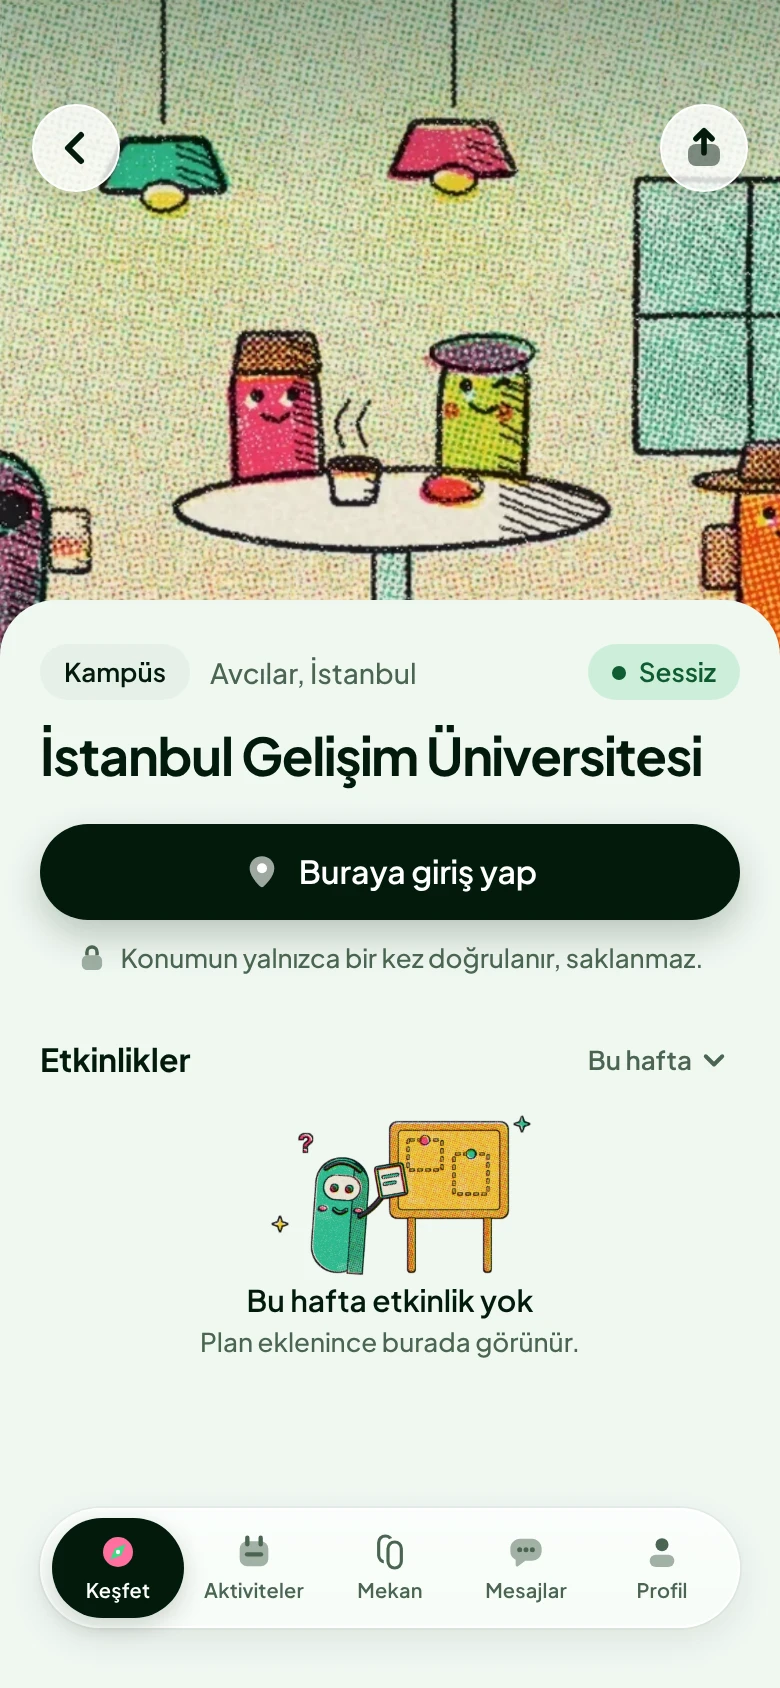 Kampüs
Avcılar, İstanbul
Sessiz
İstanbul Gelişim Üniversitesi
Buraya giriş yap
Konumun yalnızca bir kez doğrulanır, saklanmaz.
Etkinlikler
Bu hafta
?
Bu hafta etkinlik yok
Plan eklenince burada görünür.
Keşfet
Aktiviteler
Mekan
Mesajlar
Profil